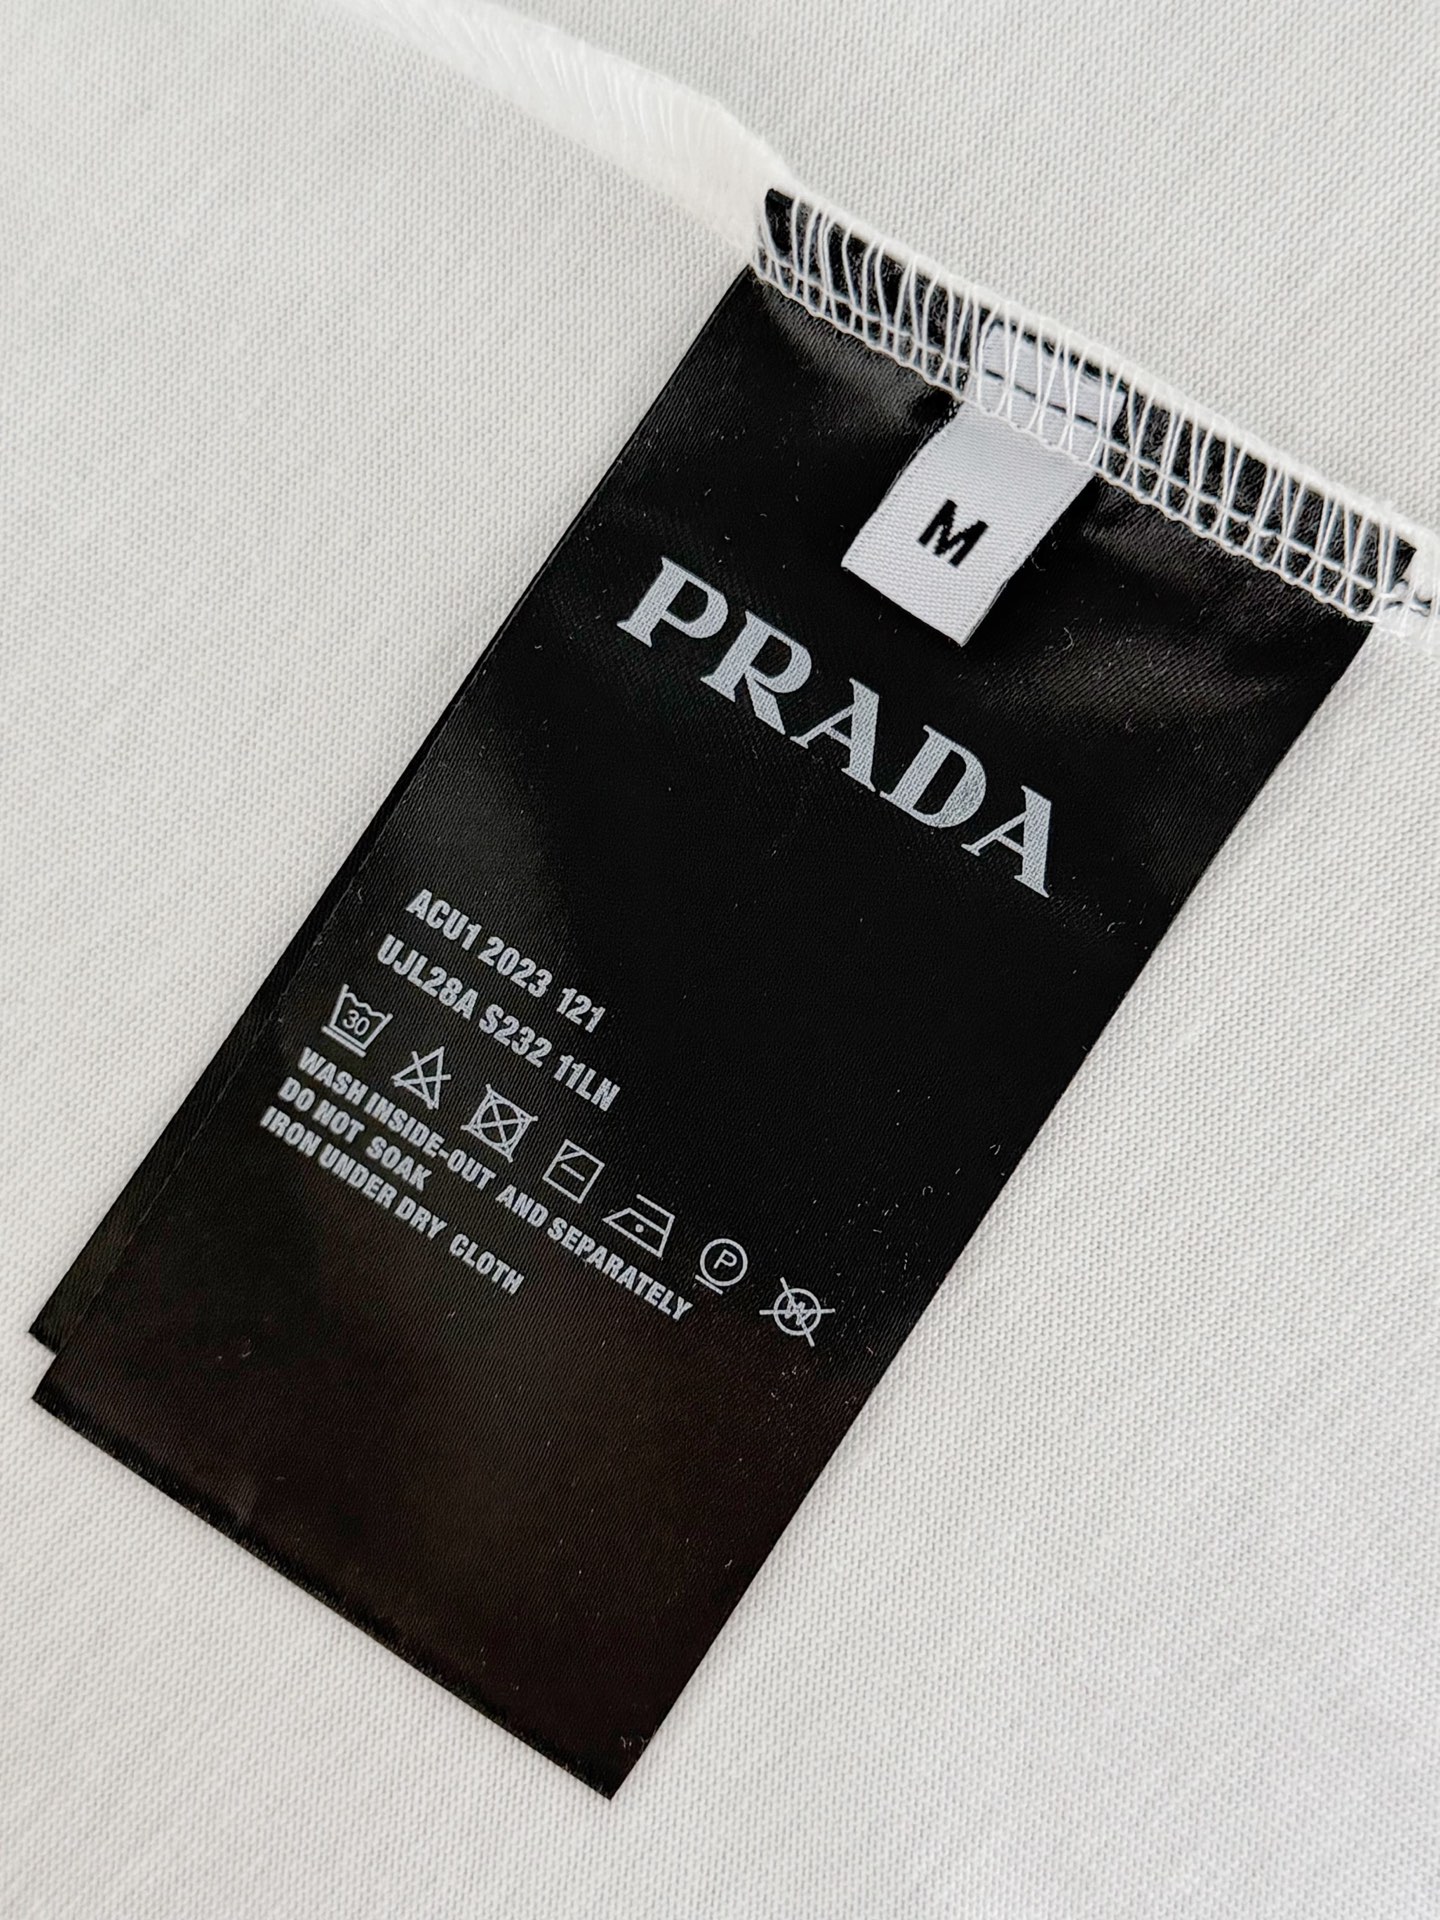 M
PRADA
ACU1 2023 121
UJL28A S232 11LN
30
P
W
WASH INSIDE-OUT AND SEPARATELY
DO NOT SOAK
IRON UNDER DRY CLOTH